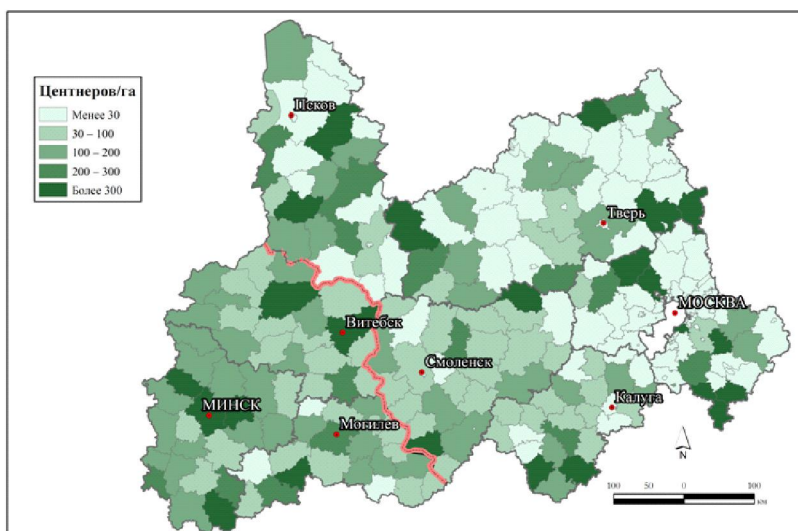 Центнеров/га
Менее 30
30 – 100
100 – 200
200 – 300
Более 300
Псков
Тверь
МОСКВА
Витебск
Смоленск
Калуга
МИНСК
Могилев
N
100 50 0 100
км